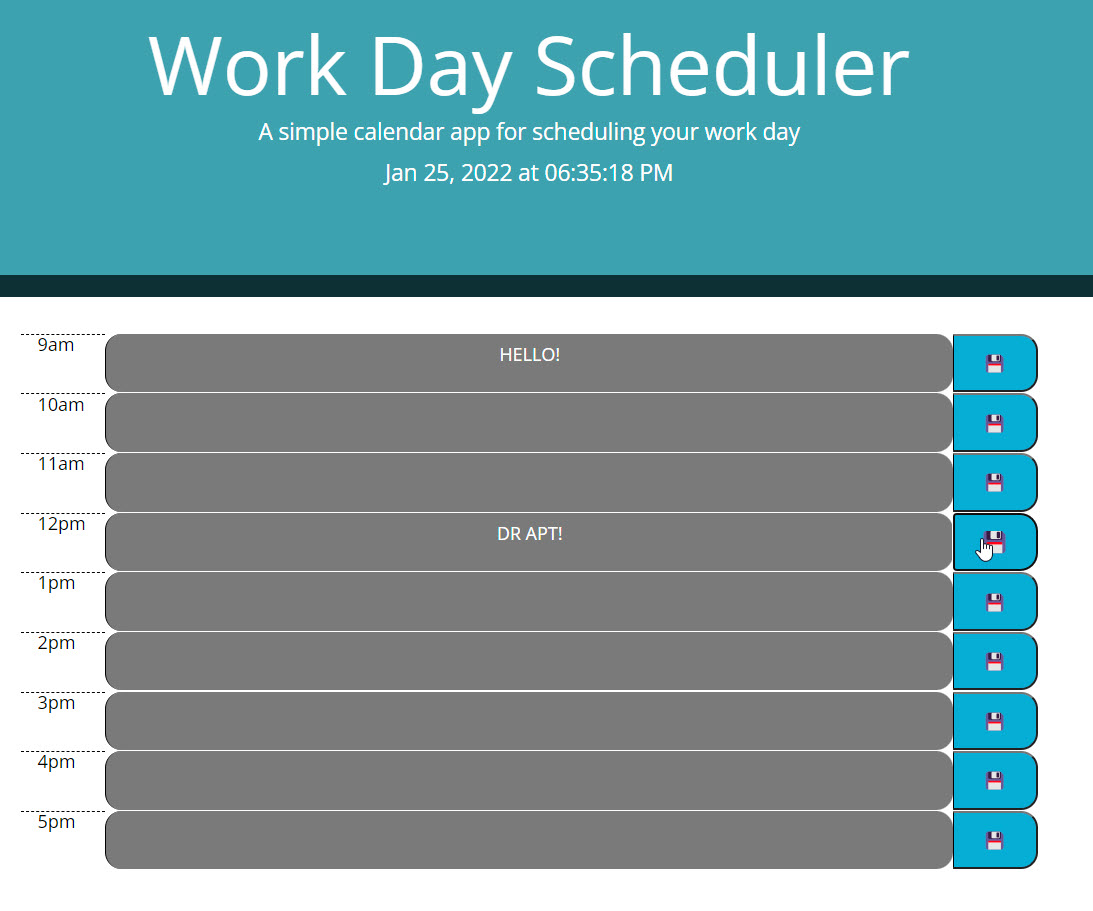 Work Day Scheduler
A simple calendar app for scheduling your work day
Jan 25, 2022 at 06:35:18 PM
9am
HELLO!
10am
11am
12pm
DR APT!
1pm
2pm
3pm
4pm
5pm